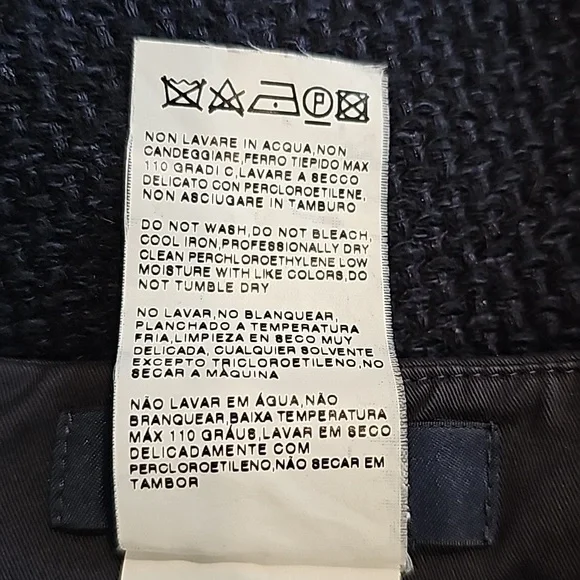 P
NON LAVARE IN ACQUA,NON
CANDEGGIARE,FERRO TIEPIDO MAX
110 GRADI C,LAVARE A SECCO
DELICATO CON PERCLOROETILENE,
NON ASCIUGARE IN TAMBURO
DO NOT WASH,DO NOT BLEACH,
COOL IRON,PROFESSIONALLY DRY
CLEAN PERCHLOROETHYLENE LOW
MOISTURE WITH LIKE COLORS,DO
NOT TUMBLE DRY
NO LAVAR,NO BLANQUEAR,
PLANCHADO A TEMPERATURA
FRIA,LIMPIEZA EN SECO MUY
DELICADA, CUALQUIER SOLVENTE
EXCEPTO TRICLOROETILENO,NO
SECAR A MÁQUINA
NÃO LAVAR EM ÁGUA,NÃO
BRANQUEAR,BAIXA TEMPERATURA
MÁX 110 GRÁUS,LAVAR EM SECO
DELICADAMENTE COM
PERCLOROETILENO,NÃO SECAR EM
TAMBOR